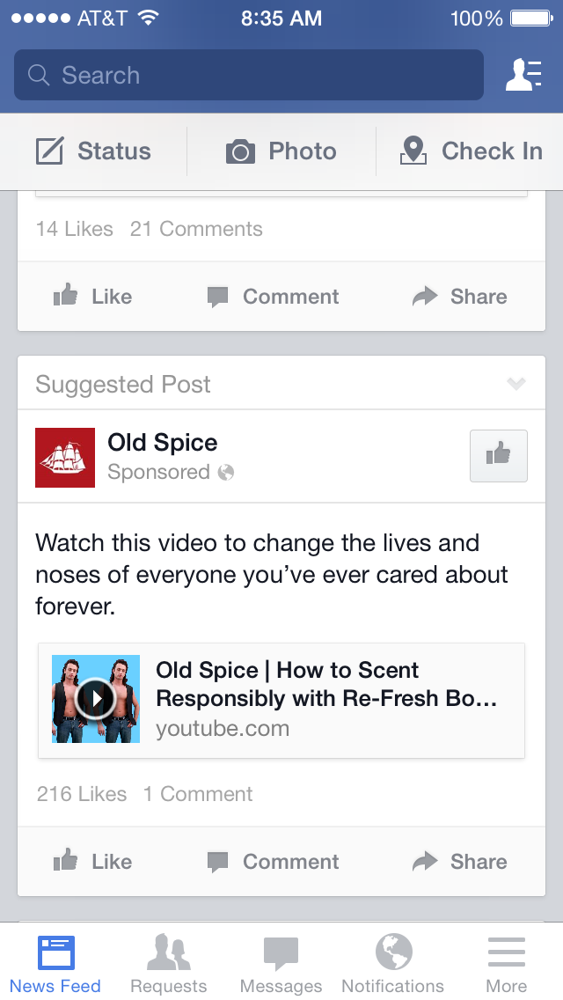 AT&T 8:35 AM 100%
Search
Status Photo Check In
14 Likes 21 Comments
Like Comment Share
Suggested Post
Old Spice
Sponsored
Watch this video to change the lives and
noses of everyone you’ve ever cared about
forever.
Old Spice | How to Scent
Responsibly with Re-Fresh Bo...
youtube.com
216 Likes 1 Comment
Like Comment Share
News Feed Requests Messages Notifications More